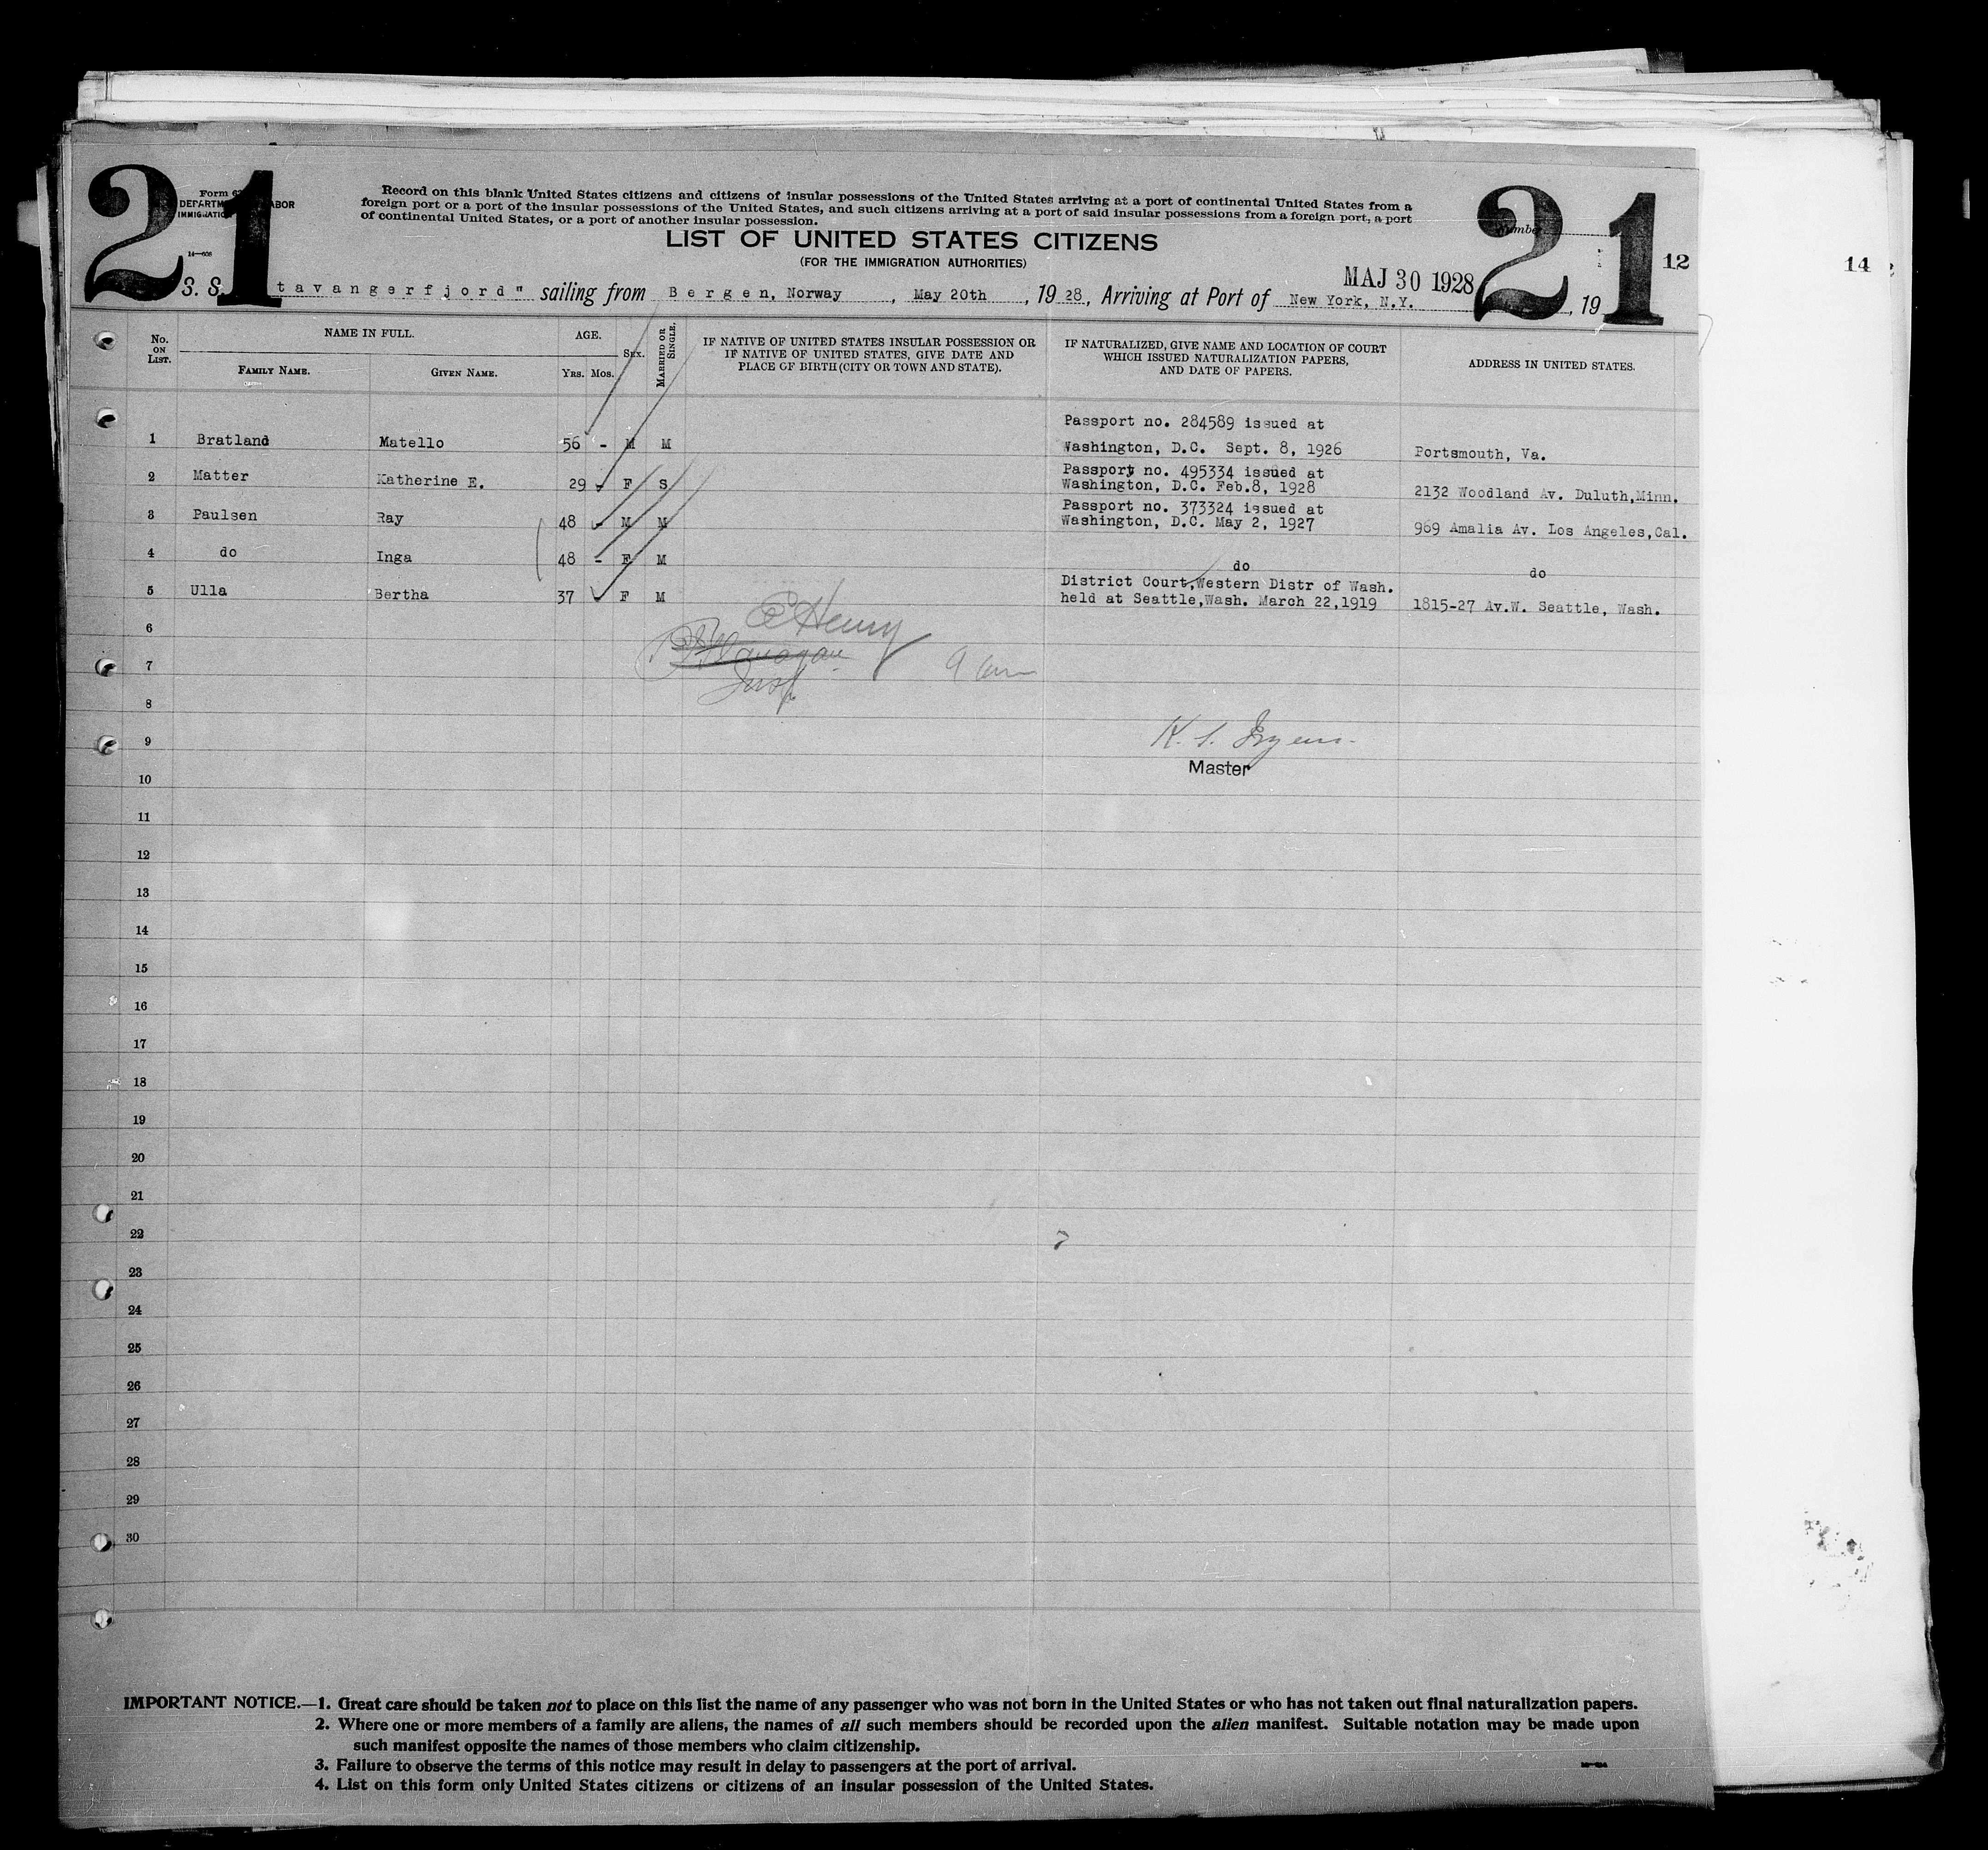 21
21
Form 6
DEPARTM ABOR
IMMIGRATIO
14—606
Record on this blank United States citizens and citizens of insular possessions of the United States arriving at a port of continental United States from a
foreign port or a port of the insular possessions of the United States, and such citizens arriving at a port of said insular possessions from a foreign port, a port
of continental United States, or a port of another insular possession.
LIST OF UNITED STATES CITIZENS
(FOR THE IMMIGRATION AUTHORITIES)
Number
12
14
MAJ 30 1928
S. S. tavangerfjord" sailing from Bergen, Norway, May 20th, 1928, Arriving at Port of New York, N.Y., 19
No. ON LIST.
NAME IN FULL.
FAMILY NAME. GIVEN NAME.
AGE.
YRS. MOS.
SEX.
MARRIED OR SINGLE.
IF NATIVE OF UNITED STATES INSULAR POSSESSION OR
IF NATIVE OF UNITED STATES, GIVE DATE AND
PLACE OF BIRTH (CITY OR TOWN AND STATE).
IF NATURALIZED, GIVE NAME AND LOCATION OF COURT
WHICH ISSUED NATURALIZATION PAPERS,
AND DATE OF PAPERS.
ADDRESS IN UNITED STATES.
Passport no. 284589 issued at
1 Bratland Matello 56 - M M Washington, D.C. Sept. 8, 1926 Portsmouth, Va.
Passport no. 495334 issued at
2 Matter Katherine E. 29 - F S Washington, D.C. Feb.8, 1928 2132 Woodland Av. Duluth,Minn.
Passport no. 373324 issued at
3 Paulsen Ray 48 - M M Washington, D.C. May 2, 1927 969 Amalia Av. Los Angeles,Cal.
4 do Inga 48 - F M do do
District Court,Western Distr of Wash.
5 Ulla Bertha 37 - F M held at Seattle,Wash. March 22,1919 1815-27 Av.W. Seattle, Wash.
E Henry
6
Flanagan
7
Insp
8
9
K. S. Irgens.
Master
10
11
12
13
14
15
16
17
18
19
20
21
22
23
24
25
26
27
28
29
30
IMPORTANT NOTICE.—1. Great care should be taken not to place on this list the name of any passenger who was not born in the United States or who has not taken out final naturalization papers.
2. Where one or more members of a family are aliens, the names of all such members should be recorded upon the alien manifest. Suitable notation may be made upon
such manifest opposite the names of those members who claim citizenship.
3. Failure to observe the terms of this notice may result in delay to passengers at the port of arrival.
4. List on this form only United States citizens or citizens of an insular possession of the United States.